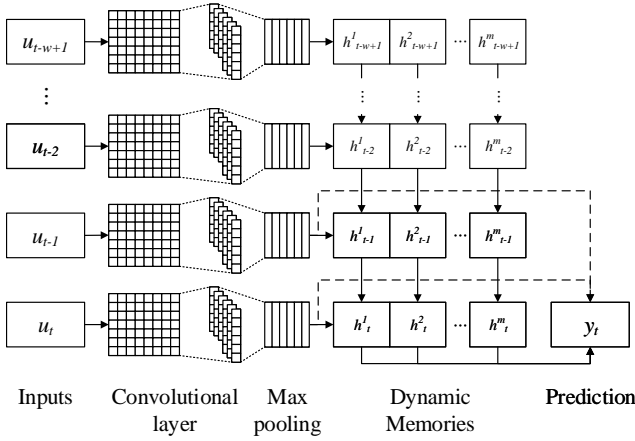 u_{t-w+1} h^1_{t-w+1} h^2_{t-w+1} ... h^m_{t-w+1}
⋮ ⋮ ⋮ ⋮
u_{t-2} h^1_{t-2} h^2_{t-2} ... h^m_{t-2}
u_{t-1} h^1_{t-1} h^2_{t-1} ... h^m_{t-1}
u_t h^1_t h^2_t ... h^m_t y_t
Inputs Convolutional Max Dynamic Prediction
layer pooling Memories